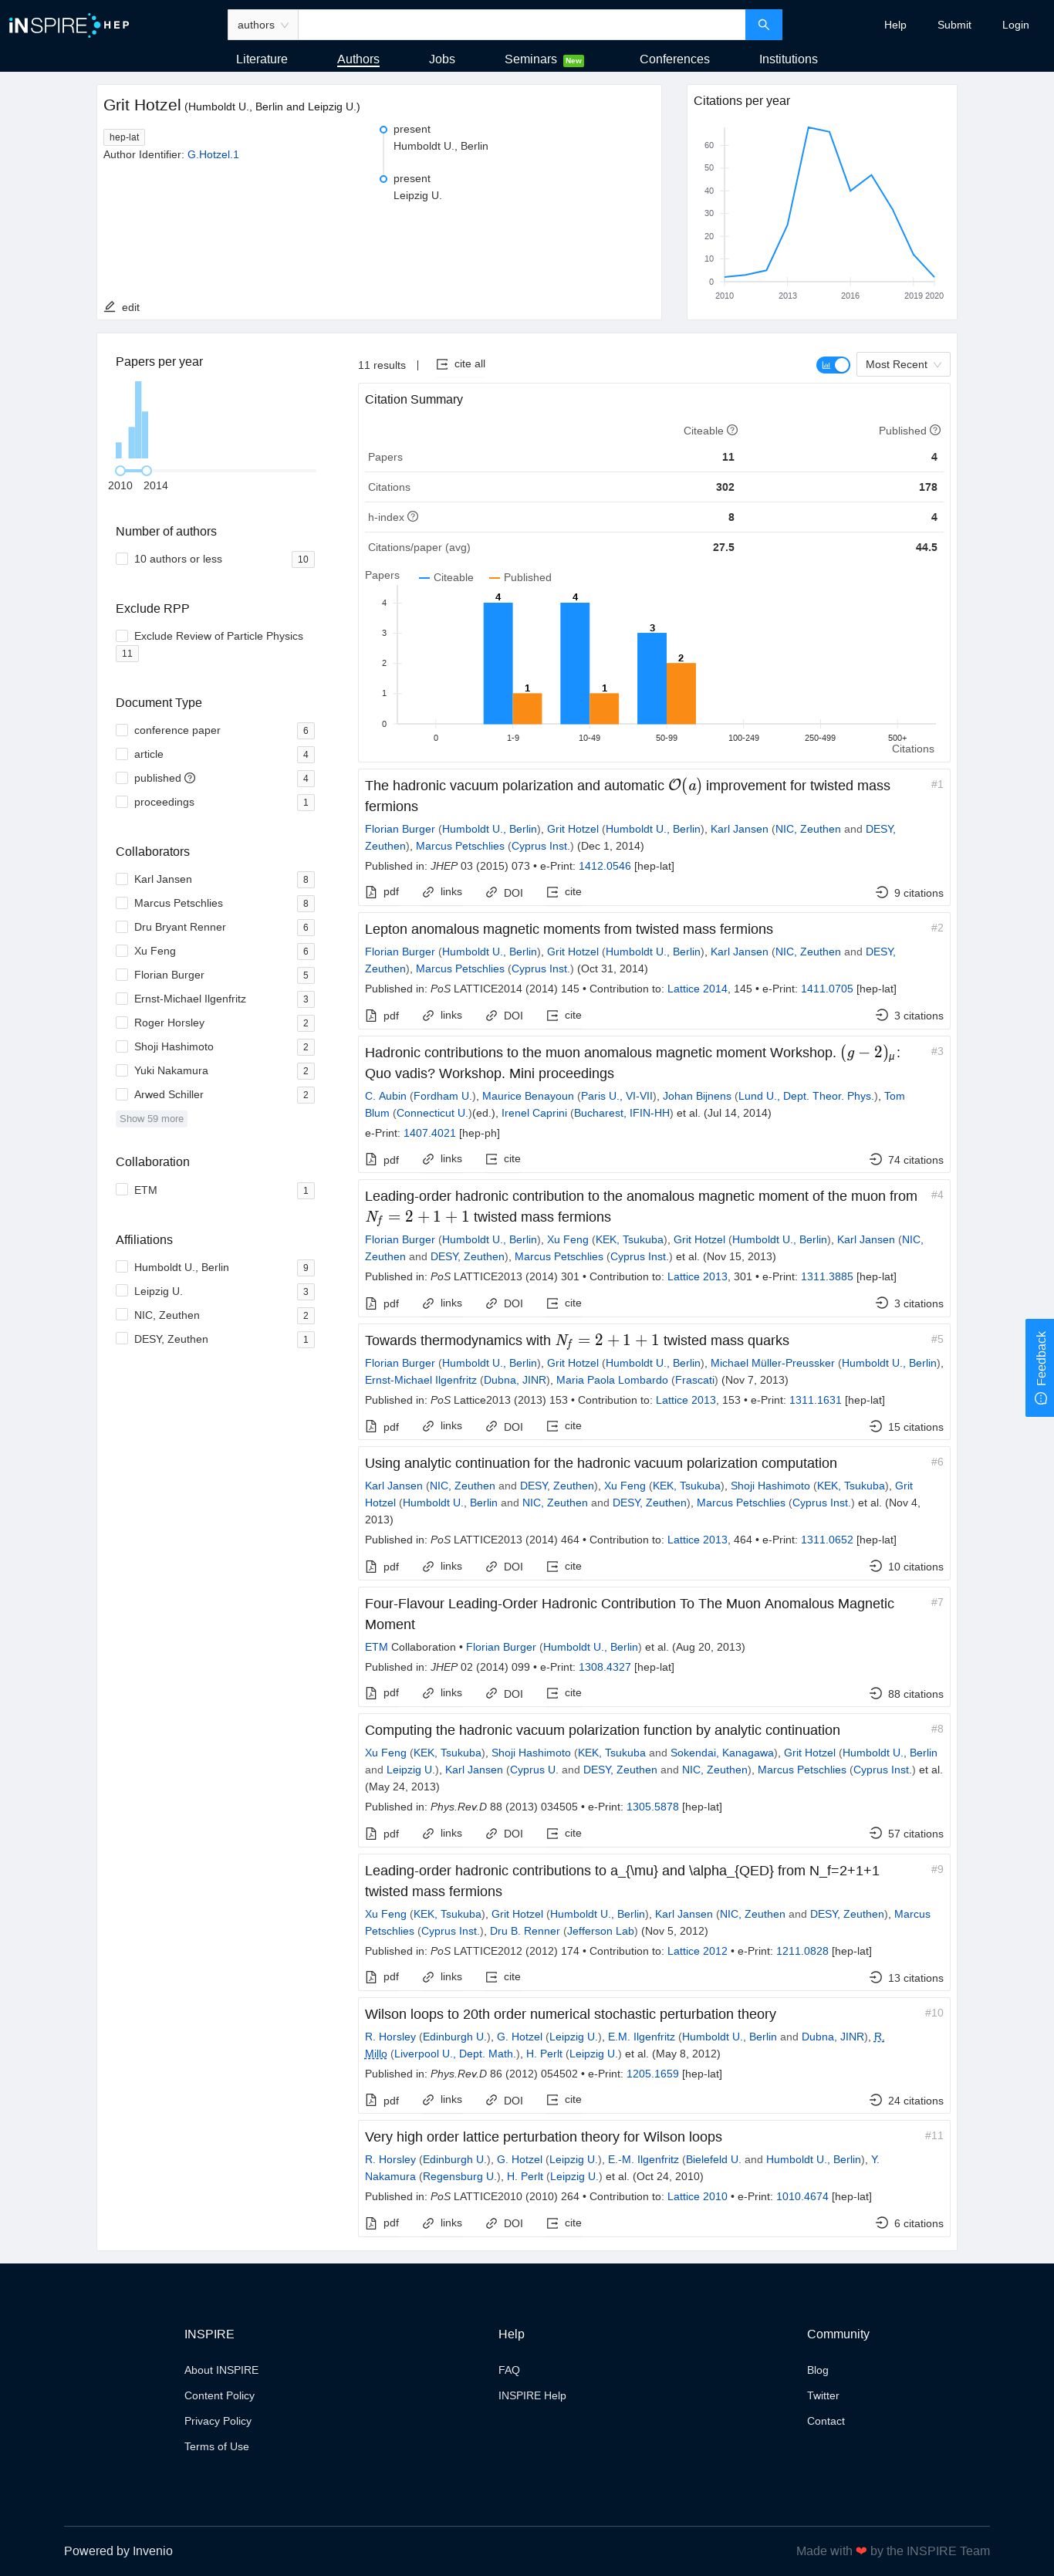 iNSPIRE HEP
authors
Help Submit Login
Literature Authors Jobs Seminars New Conferences Institutions
Grit Hotzel (Humboldt U., Berlin and Leipzig U.)
hep-lat
Author Identifier: G.Hotzel.1
present
Humboldt U., Berlin
present
Leipzig U.
edit
Citations per year
60
50
40
30
20
10
0
2010 2013 2016 2019 2020
Papers per year
2010 2014
Number of authors
10 authors or less 10
Exclude RPP
Exclude Review of Particle Physics
11
Document Type
conference paper 6
article 4
published 4
proceedings 1
Collaborators
Karl Jansen 8
Marcus Petschlies 8
Dru Bryant Renner 6
Xu Feng 6
Florian Burger 5
Ernst-Michael Ilgenfritz 3
Roger Horsley 2
Shoji Hashimoto 2
Yuki Nakamura 2
Arwed Schiller 2
Show 59 more
Collaboration
ETM 1
Affiliations
Humboldt U., Berlin 9
Leipzig U. 3
NIC, Zeuthen 2
DESY, Zeuthen 1
11 results | cite all
Most Recent
Citation Summary
Citeable Published
Papers 11 4
Citations 302 178
h-index 8 4
Citations/paper (avg) 27.5 44.5
Papers Citeable Published
4
3
2
1
0
4 1 4 1 3 2
0 1-9 10-49 50-99 100-249 250-499 500+
Citations
The hadronic vacuum polarization and automatic 𝒪(a) improvement for twisted mass #1
fermions
Florian Burger (Humboldt U., Berlin), Grit Hotzel (Humboldt U., Berlin), Karl Jansen (NIC, Zeuthen and DESY,
Zeuthen), Marcus Petschlies (Cyprus Inst.) (Dec 1, 2014)
Published in: JHEP 03 (2015) 073 • e-Print: 1412.0546 [hep-lat]
pdf links DOI cite 9 citations
Lepton anomalous magnetic moments from twisted mass fermions #2
Florian Burger (Humboldt U., Berlin), Grit Hotzel (Humboldt U., Berlin), Karl Jansen (NIC, Zeuthen and DESY,
Zeuthen), Marcus Petschlies (Cyprus Inst.) (Oct 31, 2014)
Published in: PoS LATTICE2014 (2014) 145 • Contribution to: Lattice 2014, 145 • e-Print: 1411.0705 [hep-lat]
pdf links DOI cite 3 citations
Hadronic contributions to the muon anomalous magnetic moment Workshop. (g − 2)μ: #3
Quo vadis? Workshop. Mini proceedings
C. Aubin (Fordham U.), Maurice Benayoun (Paris U., VI-VII), Johan Bijnens (Lund U., Dept. Theor. Phys.), Tom
Blum (Connecticut U.)(ed.), Irenel Caprini (Bucharest, IFIN-HH) et al. (Jul 14, 2014)
e-Print: 1407.4021 [hep-ph]
pdf links cite 74 citations
Leading-order hadronic contribution to the anomalous magnetic moment of the muon from #4
Nf = 2 + 1 + 1 twisted mass fermions
Florian Burger (Humboldt U., Berlin), Xu Feng (KEK, Tsukuba), Grit Hotzel (Humboldt U., Berlin), Karl Jansen (NIC,
Zeuthen and DESY, Zeuthen), Marcus Petschlies (Cyprus Inst.) et al. (Nov 15, 2013)
Published in: PoS LATTICE2013 (2014) 301 • Contribution to: Lattice 2013, 301 • e-Print: 1311.3885 [hep-lat]
pdf links DOI cite 3 citations
Towards thermodynamics with Nf = 2 + 1 + 1 twisted mass quarks #5
Florian Burger (Humboldt U., Berlin), Grit Hotzel (Humboldt U., Berlin), Michael Müller-Preussker (Humboldt U., Berlin),
Ernst-Michael Ilgenfritz (Dubna, JINR), Maria Paola Lombardo (Frascati) (Nov 7, 2013)
Published in: PoS Lattice2013 (2013) 153 • Contribution to: Lattice 2013, 153 • e-Print: 1311.1631 [hep-lat]
pdf links DOI cite 15 citations
Using analytic continuation for the hadronic vacuum polarization computation #6
Karl Jansen (NIC, Zeuthen and DESY, Zeuthen), Xu Feng (KEK, Tsukuba), Shoji Hashimoto (KEK, Tsukuba), Grit
Hotzel (Humboldt U., Berlin and NIC, Zeuthen and DESY, Zeuthen), Marcus Petschlies (Cyprus Inst.) et al. (Nov 4,
2013)
Published in: PoS LATTICE2013 (2014) 464 • Contribution to: Lattice 2013, 464 • e-Print: 1311.0652 [hep-lat]
pdf links DOI cite 10 citations
Four-Flavour Leading-Order Hadronic Contribution To The Muon Anomalous Magnetic #7
Moment
ETM Collaboration • Florian Burger (Humboldt U., Berlin) et al. (Aug 20, 2013)
Published in: JHEP 02 (2014) 099 • e-Print: 1308.4327 [hep-lat]
pdf links DOI cite 88 citations
Computing the hadronic vacuum polarization function by analytic continuation #8
Xu Feng (KEK, Tsukuba), Shoji Hashimoto (KEK, Tsukuba and Sokendai, Kanagawa), Grit Hotzel (Humboldt U., Berlin
and Leipzig U.), Karl Jansen (Cyprus U. and DESY, Zeuthen and NIC, Zeuthen), Marcus Petschlies (Cyprus Inst.) et al.
(May 24, 2013)
Published in: Phys.Rev.D 88 (2013) 034505 • e-Print: 1305.5878 [hep-lat]
pdf links DOI cite 57 citations
Leading-order hadronic contributions to a_{\mu} and \alpha_{QED} from N_f=2+1+1 #9
twisted mass fermions
Xu Feng (KEK, Tsukuba), Grit Hotzel (Humboldt U., Berlin), Karl Jansen (NIC, Zeuthen and DESY, Zeuthen), Marcus
Petschlies (Cyprus Inst.), Dru B. Renner (Jefferson Lab) (Nov 5, 2012)
Published in: PoS LATTICE2012 (2012) 174 • Contribution to: Lattice 2012 • e-Print: 1211.0828 [hep-lat]
pdf links cite 13 citations
Wilson loops to 20th order numerical stochastic perturbation theory #10
R. Horsley (Edinburgh U.), G. Hotzel (Leipzig U.), E.M. Ilgenfritz (Humboldt U., Berlin and Dubna, JINR), R.
Millo (Liverpool U., Dept. Math.), H. Perlt (Leipzig U.) et al. (May 8, 2012)
Published in: Phys.Rev.D 86 (2012) 054502 • e-Print: 1205.1659 [hep-lat]
pdf links DOI cite 24 citations
Very high order lattice perturbation theory for Wilson loops #11
R. Horsley (Edinburgh U.), G. Hotzel (Leipzig U.), E.-M. Ilgenfritz (Bielefeld U. and Humboldt U., Berlin), Y.
Nakamura (Regensburg U.), H. Perlt (Leipzig U.) et al. (Oct 24, 2010)
Published in: PoS LATTICE2010 (2010) 264 • Contribution to: Lattice 2010 • e-Print: 1010.4674 [hep-lat]
pdf links DOI cite 6 citations
Feedback
INSPIRE
About INSPIRE
Content Policy
Privacy Policy
Terms of Use
Help
FAQ
INSPIRE Help
Community
Blog
Twitter
Contact
Powered by Invenio
Made with ❤ by the INSPIRE Team